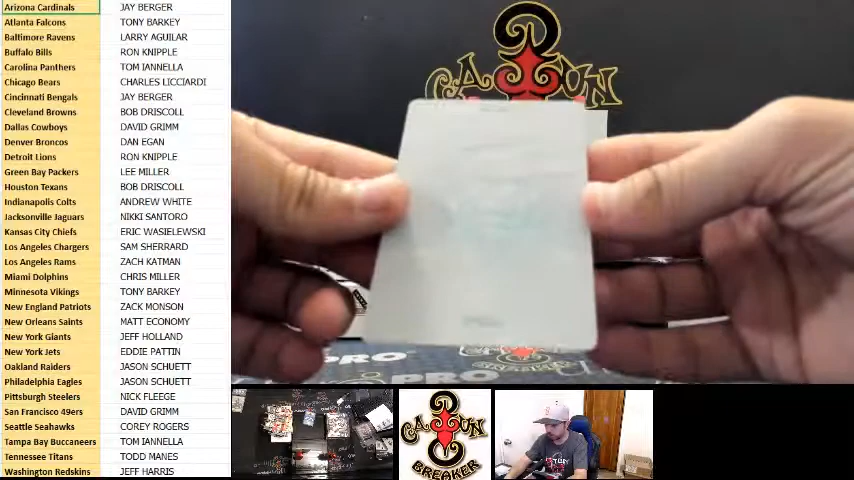 Arizona Cardinals JAY BERGER
Atlanta Falcons TONY BARKEY
Baltimore Ravens LARRY AGUILAR
Buffalo Bills RON KNIPPLE
Carolina Panthers TOM IANNELLA
Chicago Bears CHARLES LICCIARDI
Cincinnati Bengals JAY BERGER
Cleveland Browns BOB DRISCOLL
Dallas Cowboys DAVID GRIMM
Denver Broncos DAN EGAN
Detroit Lions RON KNIPPLE
Green Bay Packers LEE MILLER
Houston Texans BOB DRISCOLL
Indianapolis Colts ANDREW WHITE
Jacksonville Jaguars NIKKI SANTORO
Kansas City Chiefs ERIC WASIELEWSKI
Los Angeles Chargers SAM SHERRARD
Los Angeles Rams ZACH KATMAN
Miami Dolphins CHRIS MILLER
Minnesota Vikings TONY BARKEY
New England Patriots ZACK MONSON
New Orleans Saints MATT ECONOMY
New York Giants JEFF HOLLAND
New York Jets EDDIE PATTIN
Oakland Raiders JASON SCHUETT
Philadelphia Eagles JASON SCHUETT
Pittsburgh Steelers NICK FLEEGE
San Francisco 49ers DAVID GRIMM
Seattle Seahawks COREY ROGERS
Tampa Bay Buccaneers TOM IANNELLA
Tennessee Titans TODD MANES
Washington Redskins JEFF HARRIS
CAJUN
PRO
CAJUN
BREAKER